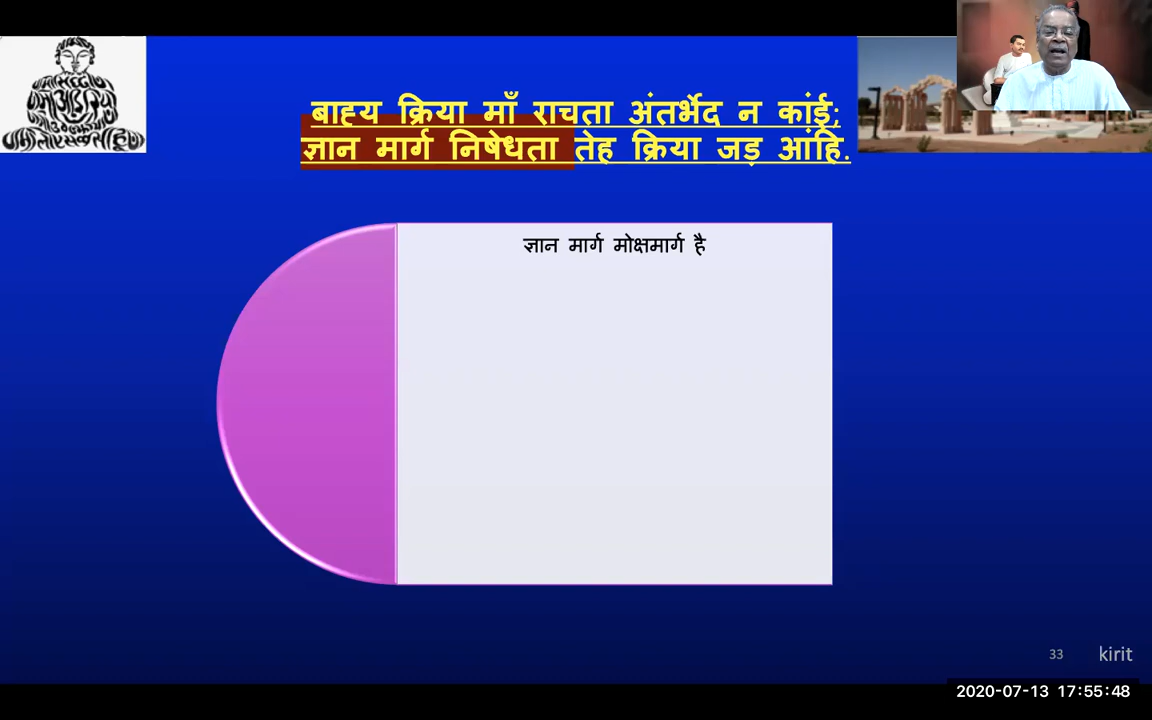 बाह्य क्रिया माँ राचता अंतर्भेद न कांई;
ज्ञान मार्ग निषेधता तेह क्रिया जड़ आंहि.
ज्ञान मार्ग मोक्षमार्ग है
33
kirit
2020-07-13 17:55:48